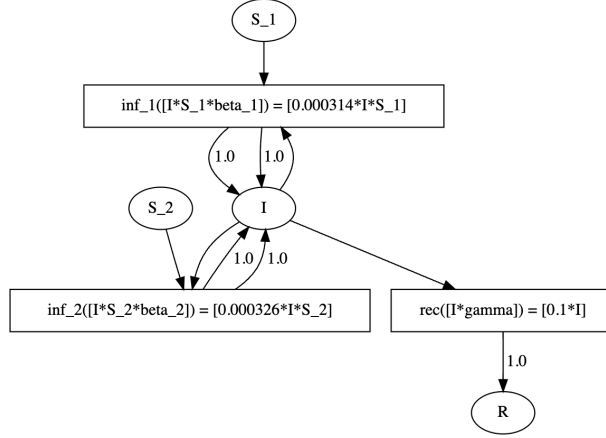 S_1
inf_1([I*S_1*beta_1]) = [0.000314*I*S_1]
1.0
1.0
S_2
I
1.0
1.0
inf_2([I*S_2*beta_2]) = [0.000326*I*S_2]
rec([I*gamma]) = [0.1*I]
1.0
R